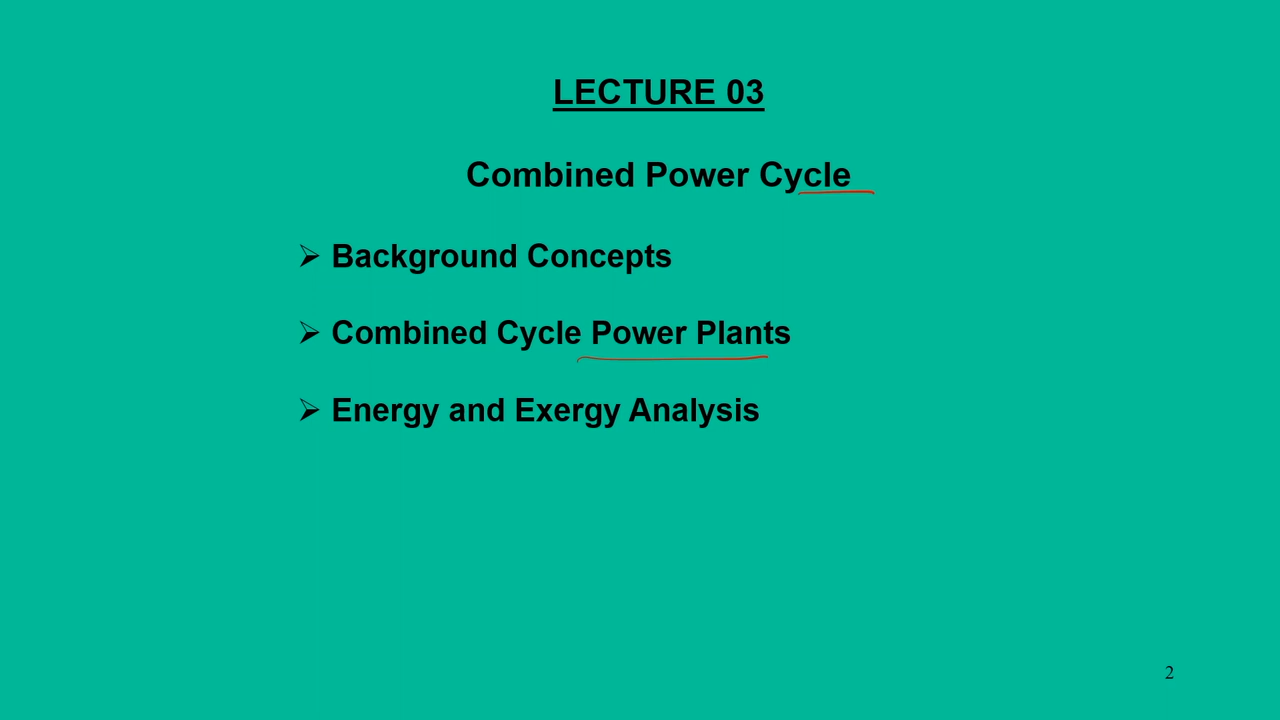 LECTURE 03
Combined Power Cycle
➢ Background Concepts
➢ Combined Cycle Power Plants
➢ Energy and Exergy Analysis
2